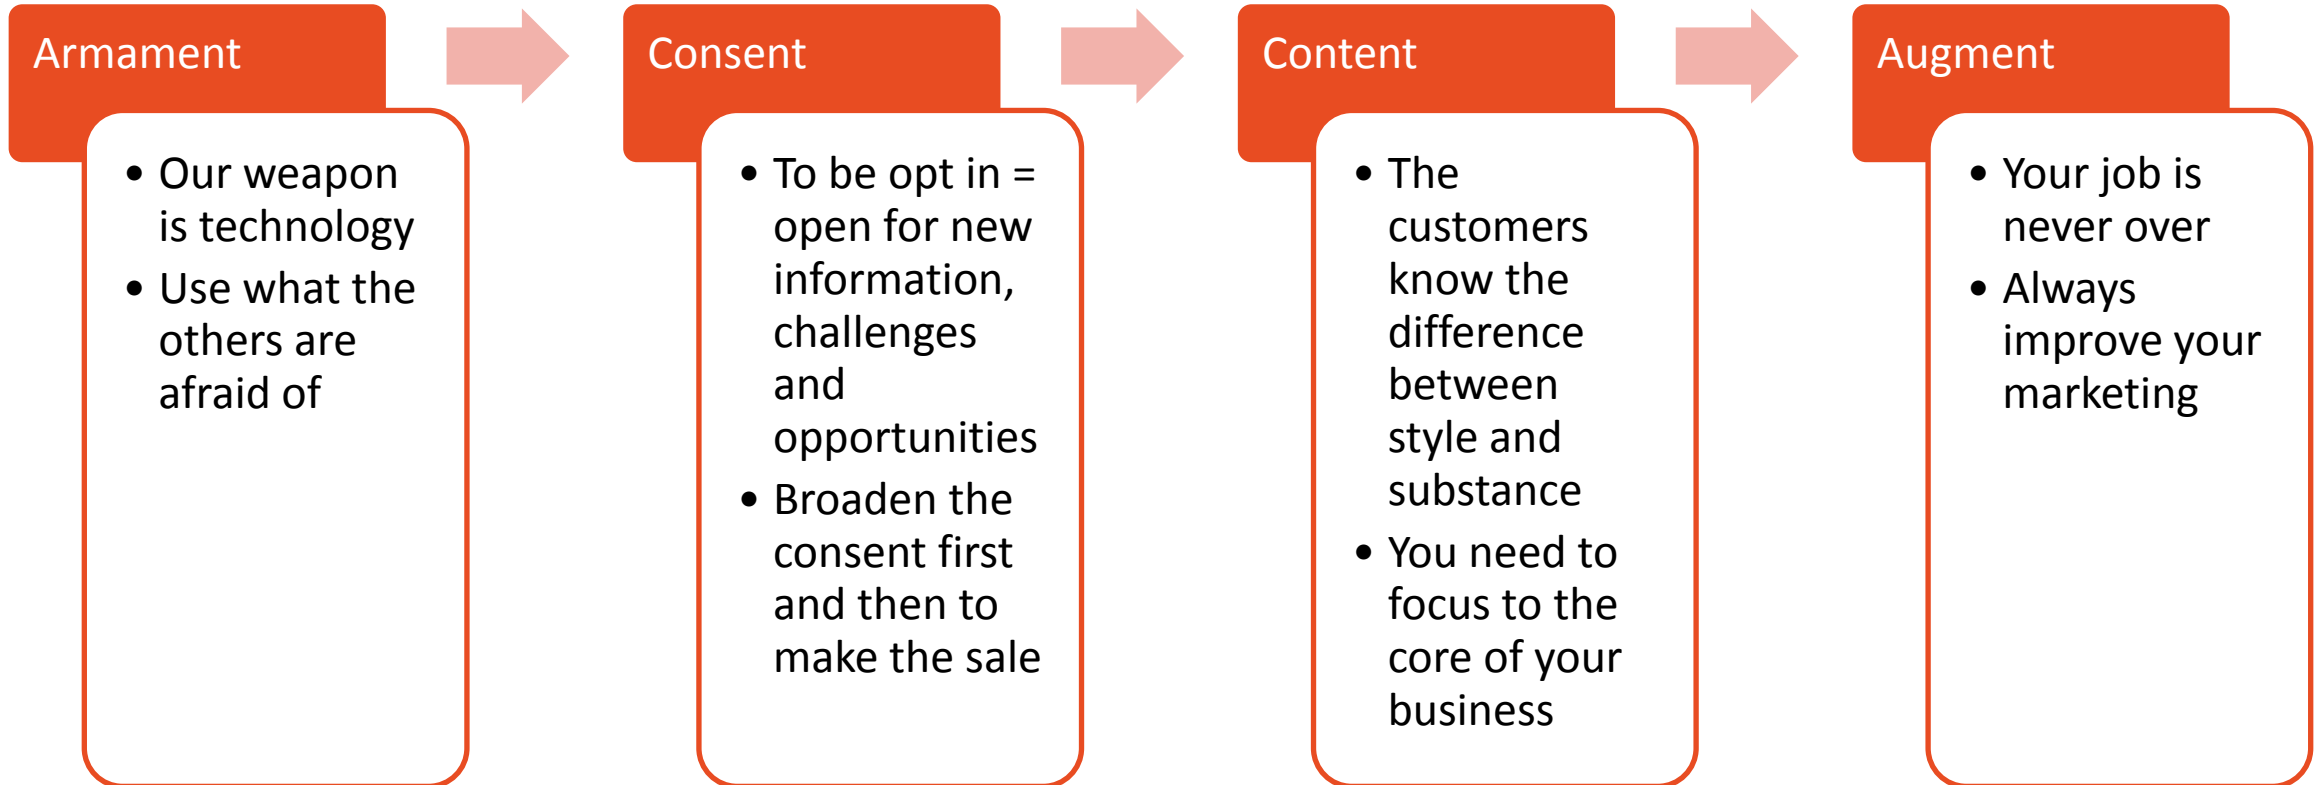 Armament
• Our weapon
is technology
• Use what the
others are
afraid of
Consent
• To be opt in =
open for new
information,
challenges
and
opportunities
• Broaden the
consent first
and then to
make the sale
Content
• The
customers
know the
difference
between
style and
substance
• You need to
focus to the
core of your
business
Augment
• Your job is
never over
• Always
improve your
marketing